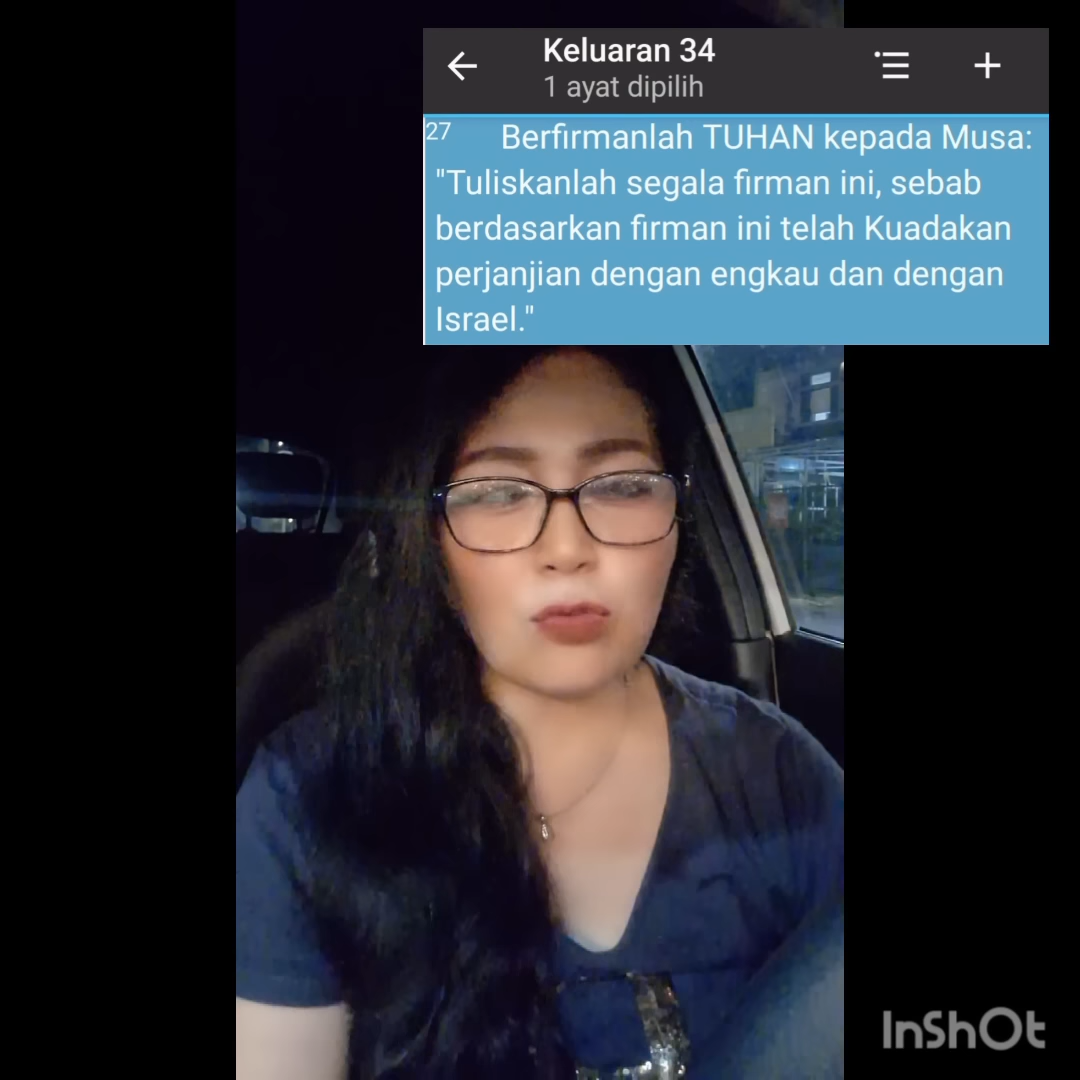 Keluaran 34
1 ayat dipilih
27 Berfirmanlah TUHAN kepada Musa:
"Tuliskanlah segala firman ini, sebab
berdasarkan firman ini telah Kuadakan
perjanjian dengan engkau dan dengan
Israel."
InShOt